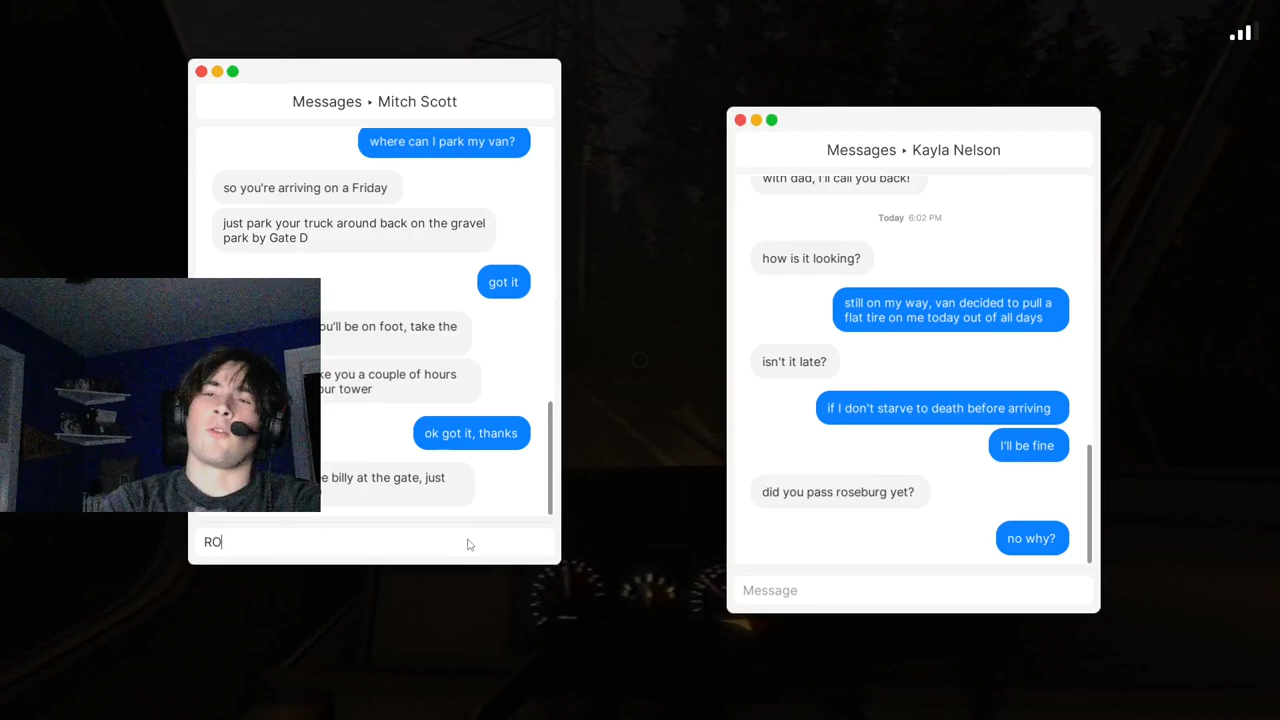 Messages ▸ Mitch Scott
where can I park my van?
so you're arriving on a Friday
just park your truck around back on the gravel
park by Gate D
got it
you'll be on foot, take the
a couple of hours
tower
ok got it, thanks
billy at the gate, just
RO
Messages ▸ Kayla Nelson
with dad, I'll call you back!
Today 6:02 PM
how is it looking?
still on my way, van decided to pull a
flat tire on me today out of all days
isn't it late?
if I don't starve to death before arriving
I'll be fine
did you pass roseburg yet?
no why?
Message